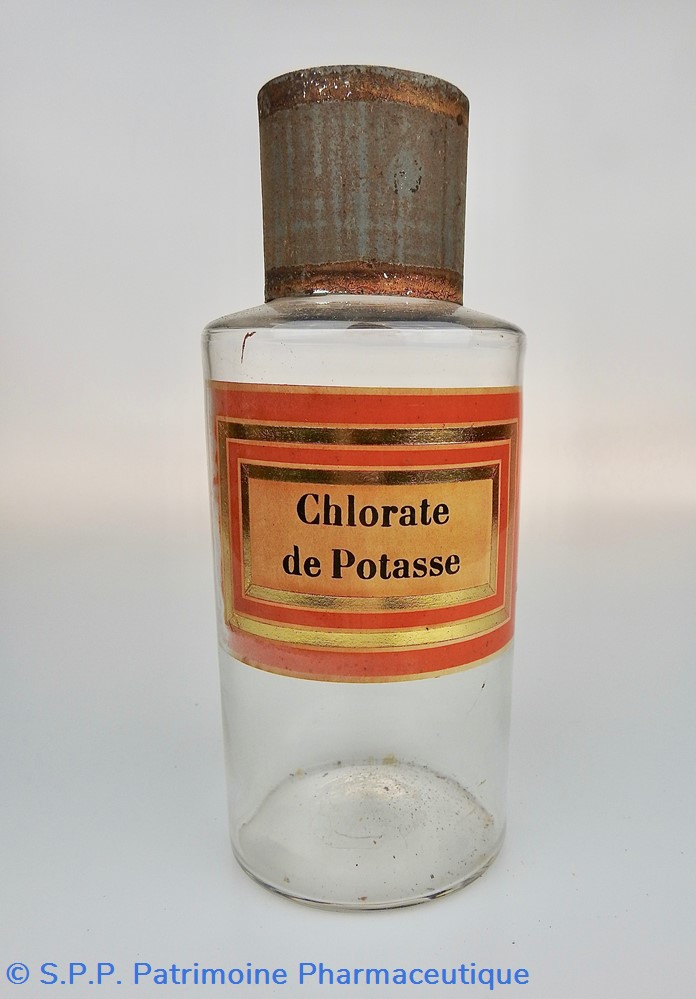 Chlorate
de Potasse
© S.P.P. Patrimoine Pharmaceutique